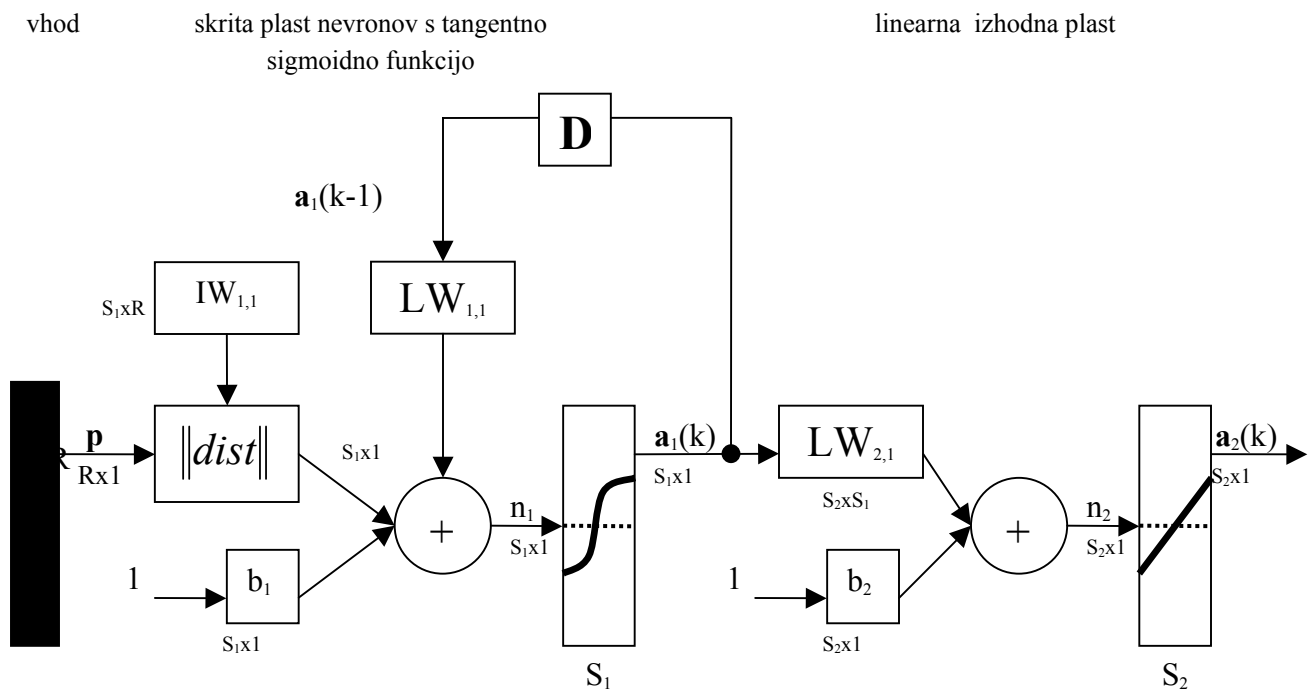 vhod
skrita plast nevronov s tangentno
sigmoidno funkcijo
linearna izhodna plast
D
a₁(k-1)
IW₁,₁
S₁xR
LW₁,₁
p
R
Rx1
‖dist‖
S₁x1
+
n₁
S₁x1
1
b₁
S₁x1
S₁
a₁(k)
S₁x1
LW₂,₁
S₂xS₁
+
n₂
S₂x1
1
b₂
S₂x1
a₂(k)
S₂x1
S₂